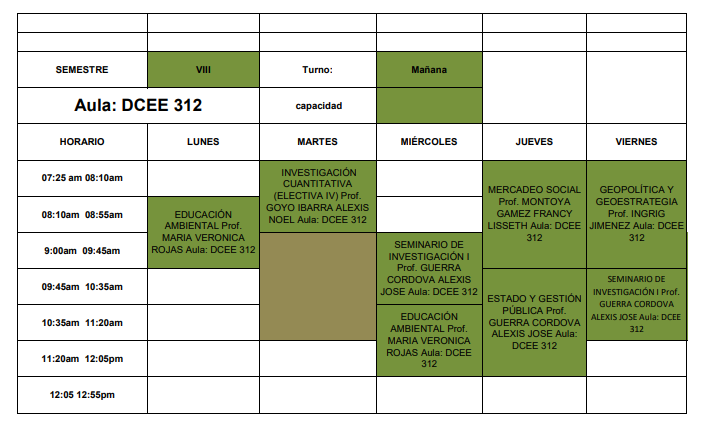 SEMESTRE VIII Turno: Mañana
Aula: DCEE 312 capacidad
HORARIO LUNES MARTES MIÉRCOLES JUEVES VIERNES
07:25 am 08:10am
08:10am 08:55am
9:00am 09:45am
09:45am 10:35am
10:35am 11:20am
11:20am 12:05pm
12:05 12:55pm
EDUCACIÓN
AMBIENTAL Prof.
MARIA VERONICA
ROJAS Aula: DCEE 312
INVESTIGACIÓN
CUANTITATIVA
(ELECTIVA IV) Prof.
GOYO IBARRA ALEXIS
NOEL Aula: DCEE 312
SEMINARIO DE
INVESTIGACIÓN I
Prof. GUERRA
CORDOVA ALEXIS
JOSE Aula: DCEE 312
EDUCACIÓN
AMBIENTAL Prof.
MARIA VERONICA
ROJAS Aula: DCEE
312
MERCADEO SOCIAL
Prof. MONTOYA
GAMEZ FRANCY
LISSETH Aula: DCEE
312
ESTADO Y GESTIÓN
PÚBLICA Prof.
GUERRA CORDOVA
ALEXIS JOSE Aula:
DCEE 312
GEOPOLÍTICA Y
GEOESTRATEGIA
Prof. INGRIG
JIMENEZ Aula: DCEE
312
SEMINARIO DE
INVESTIGACIÓN I Prof.
GUERRA CORDOVA
ALEXIS JOSE Aula: DCEE
312